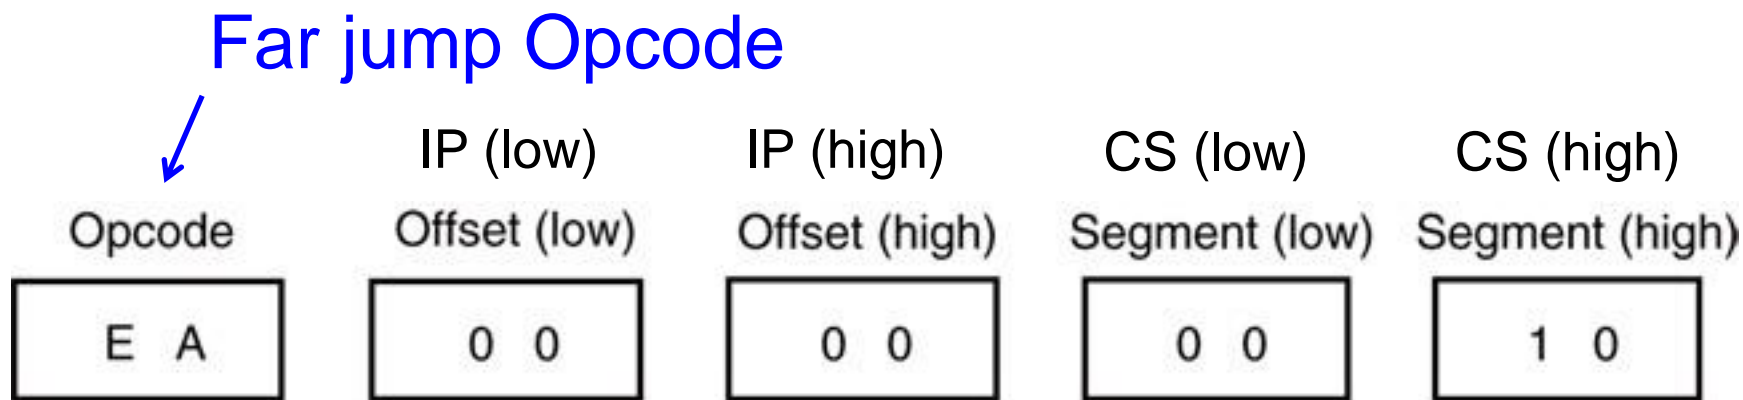 Far jump Opcode
IP (low) IP (high) CS (low) CS (high)
Opcode Offset (low) Offset (high) Segment (low) Segment (high)
E A 0 0 0 0 0 0 1 0